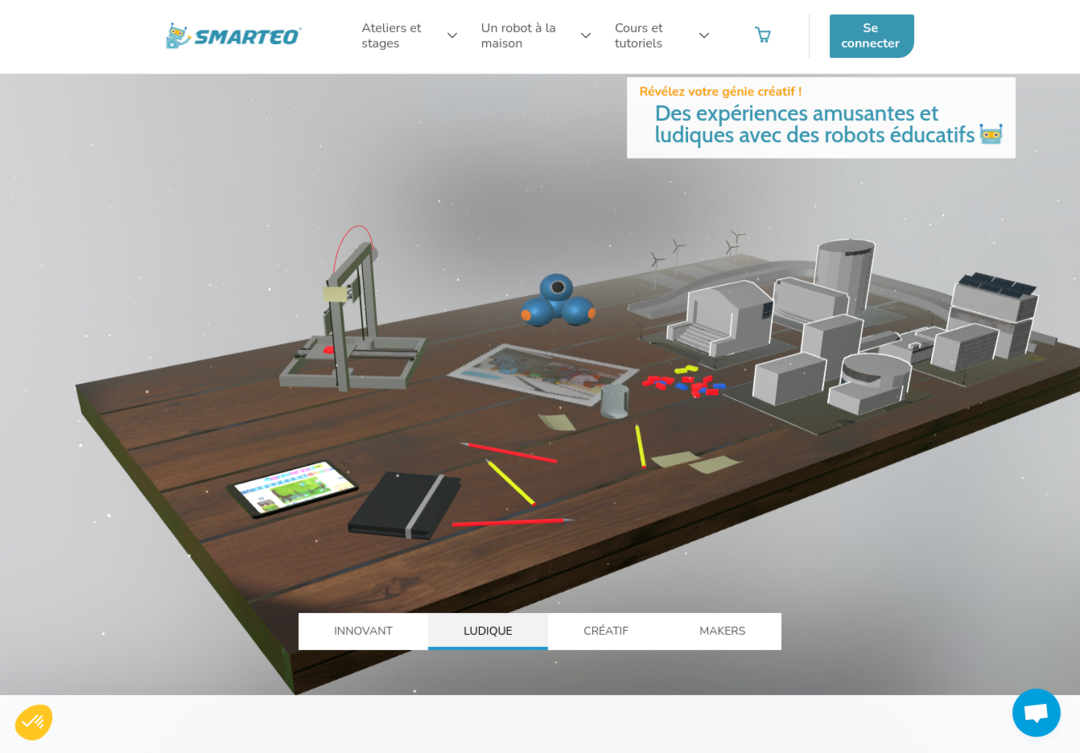 SMARTEO
Ateliers et
stages
Un robot à la
maison
Cours et
tutoriels
Se
connecter
Révélez votre génie créatif !
Des expériences amusantes et
ludiques avec des robots éducatifs
INNOVANT
LUDIQUE
CRÉATIF
MAKERS